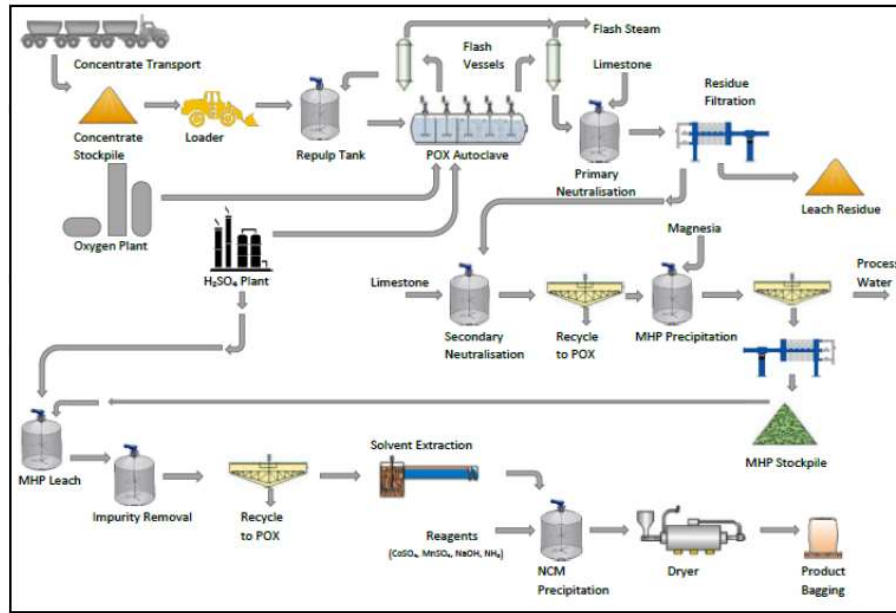 Concentrate Transport
Flash
Vessels
Flash Steam
Limestone
Residue
Filtration
Concentrate
Stockpile
Loader
Repulp Tank
POX Autoclave
Primary
Neutralisation
Leach Residue
Oxygen Plant
H₂SO₄ Plant
Magnesia
Limestone
Process
Water
Secondary
Neutralisation
Recycle
to POX
MHP Precipitation
MHP Stockpile
MHP Leach
Impurity Removal
Recycle
to POX
Solvent Extraction
Reagents
(CoSO₄, MnSO₄, NaOH, NH₃)
NCM
Precipitation
Dryer
Product
Bagging